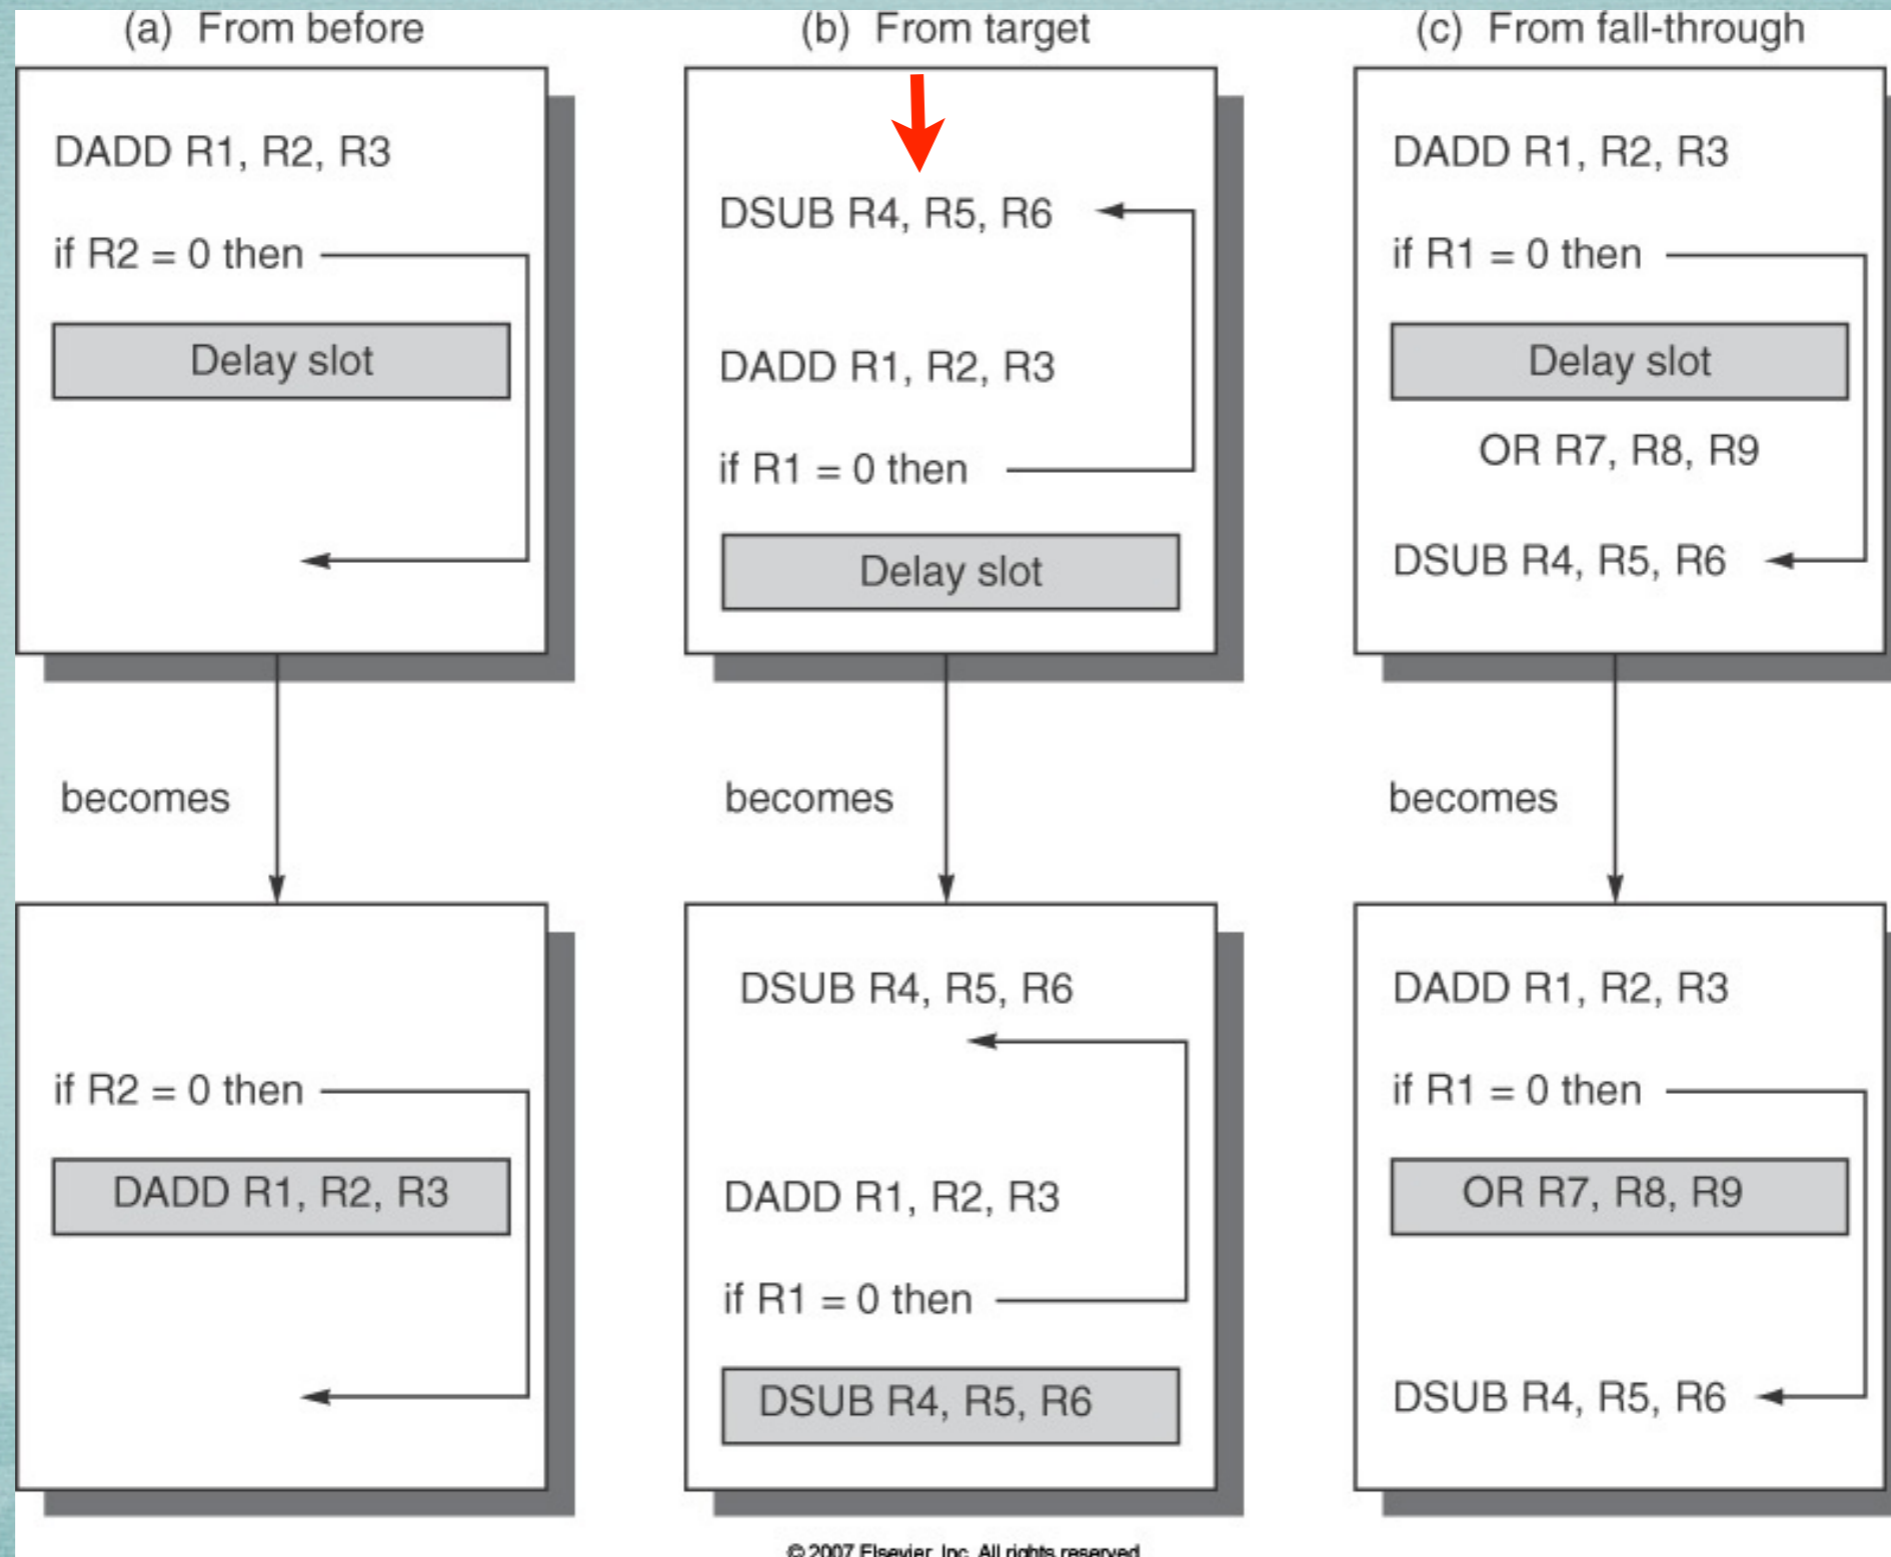 (a) From before
DADD R1, R2, R3
if R2 = 0 then
Delay slot
becomes
if R2 = 0 then
DADD R1, R2, R3
(b) From target
DSUB R4, R5, R6
DADD R1, R2, R3
if R1 = 0 then
Delay slot
becomes
DSUB R4, R5, R6
DADD R1, R2, R3
if R1 = 0 then
DSUB R4, R5, R6
(c) From fall-through
DADD R1, R2, R3
if R1 = 0 then
Delay slot
OR R7, R8, R9
DSUB R4, R5, R6
becomes
DADD R1, R2, R3
if R1 = 0 then
OR R7, R8, R9
DSUB R4, R5, R6
© 2007 Elsevier, Inc. All rights reserved